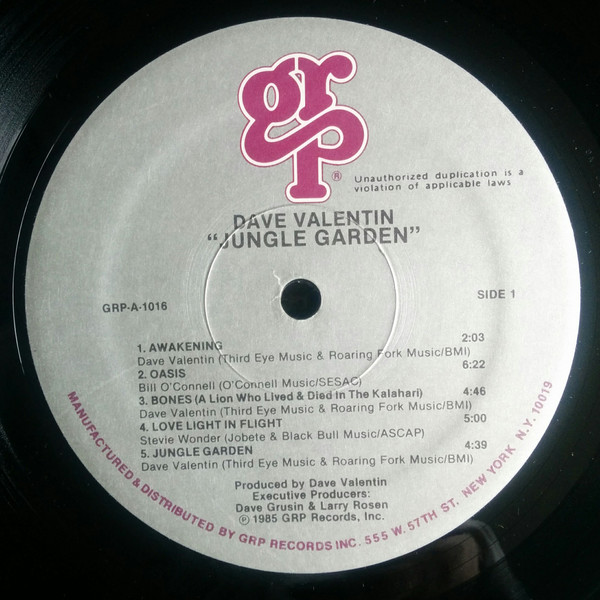 grp
®
Unauthorized duplication is a
violation of applicable laws
DAVE VALENTIN
“JUNGLE GARDEN”
GRP-A-1016
SIDE 1
1. AWAKENING 2:03
Dave Valentin (Third Eye Music & Roaring Fork Music/BMI)
2. OASIS 6:22
Bill O'Connell (O'Connell Music/SESAC)
3. BONES (A Lion Who Lived & Died In The Kalahari) 4:46
Dave Valentin (Third Eye Music & Roaring Fork Music/BMI)
4. LOVE LIGHT IN FLIGHT 5:00
Stevie Wonder (Jobete & Black Bull Music/ASCAP)
5. JUNGLE GARDEN 4:39
Dave Valentin (Third Eye Music & Roaring Fork Music/BMI)
Produced by Dave Valentin
Executive Producers:
Dave Grusin & Larry Rosen
℗ 1985 GRP Records, Inc.
MANUFACTURED & DISTRIBUTED BY GRP RECORDS INC. 555 W. 57TH ST. NEW YORK N.Y. 10019